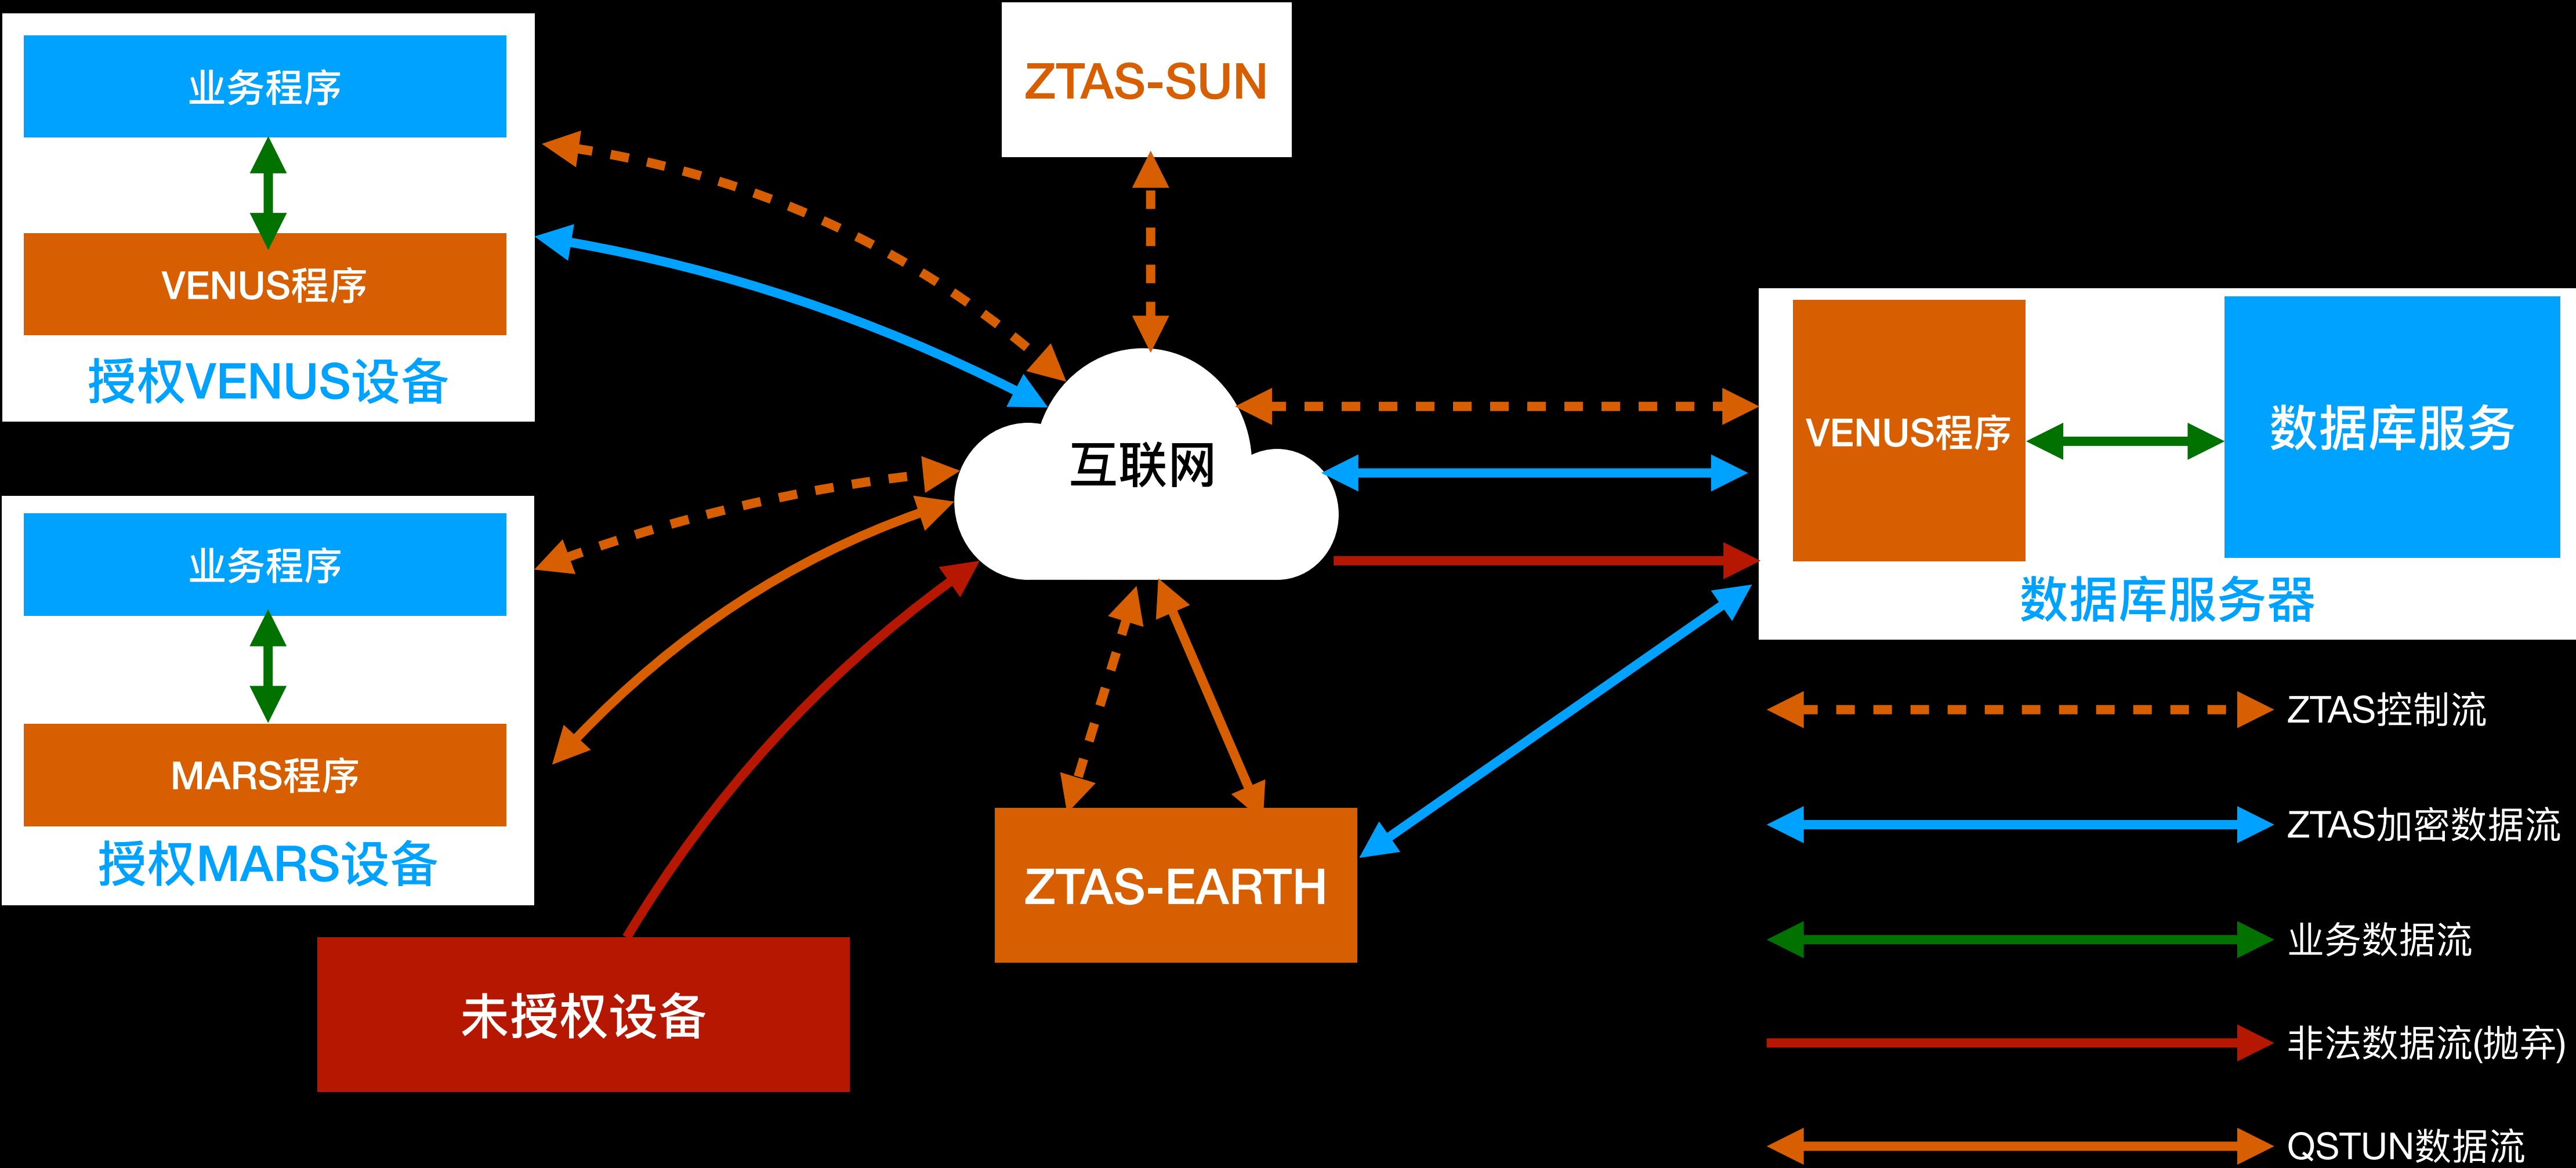 业务程序
VENUS程序
授权VENUS设备
业务程序
MARS程序
授权MARS设备
未授权设备
ZTAS-SUN
互联网
ZTAS-EARTH
VENUS程序
数据库服务
数据库服务器
ZTAS控制流
ZTAS加密数据流
业务数据流
非法数据流(抛弃)
QSTUN数据流